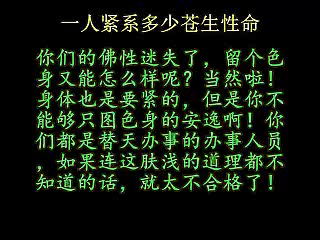 一人紧系多少苍生性命
你们的佛性迷失了，留个色
身又能怎么样呢？当然啦！
身体也是要紧的，但是你不
能够只图色身的安逸啊！你
们都是替天办事的办事人员
，如果连这肤浅的道理都不
知道的话，就太不合格了！